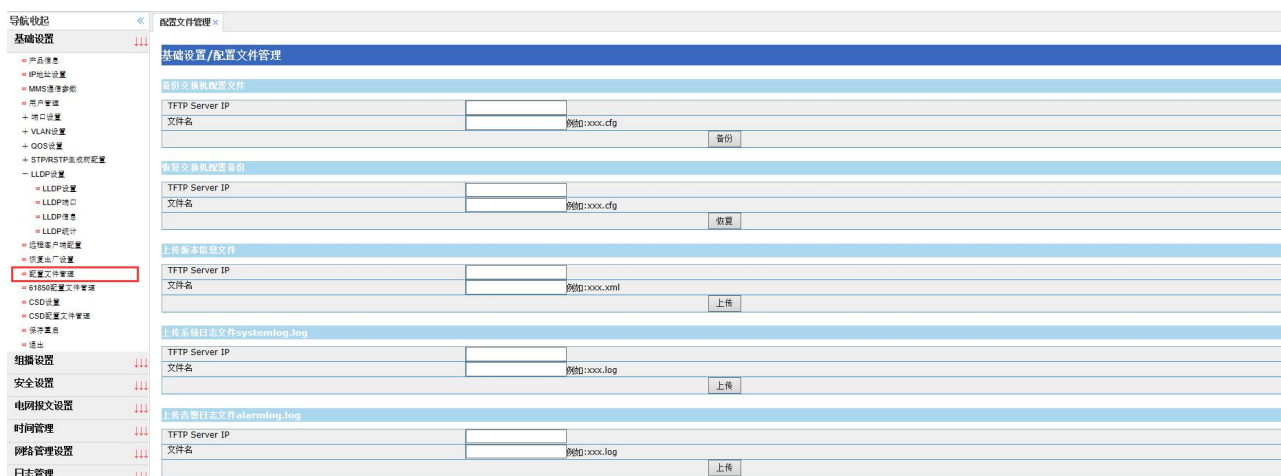 导航收起 «
基础设置
产品信息
IP地址设置
MMS通信参数
用户管理
+ 端口设置
+ VLAN设置
+ QOS设置
+ STP/RSTP生成树配置
− LLDP设置
LLDP设置
LLDP端口
LLDP信息
LLDP统计
远程客户端配置
恢复出厂设置
配置文件管理
61850配置文件管理
CSD设置
CSD配置文件管理
保存重启
退出
组播设置
安全设置
电网报文设置
时间管理
网络管理设置
日志管理
配置文件管理 ×
基础设置/配置文件管理
备份交换机配置文件
TFTP Server IP
文件名 例如:xxx.cfg
备份
恢复交换机配置备份
TFTP Server IP
文件名 例如:xxx.cfg
恢复
上传版本信息文件
TFTP Server IP
文件名 例如:xxx.xml
上传
上传系统日志文件systemlog.log
TFTP Server IP
文件名 例如:xxx.log
上传
上传告警日志文件alarmlog.log
TFTP Server IP
文件名 例如:xxx.log
上传